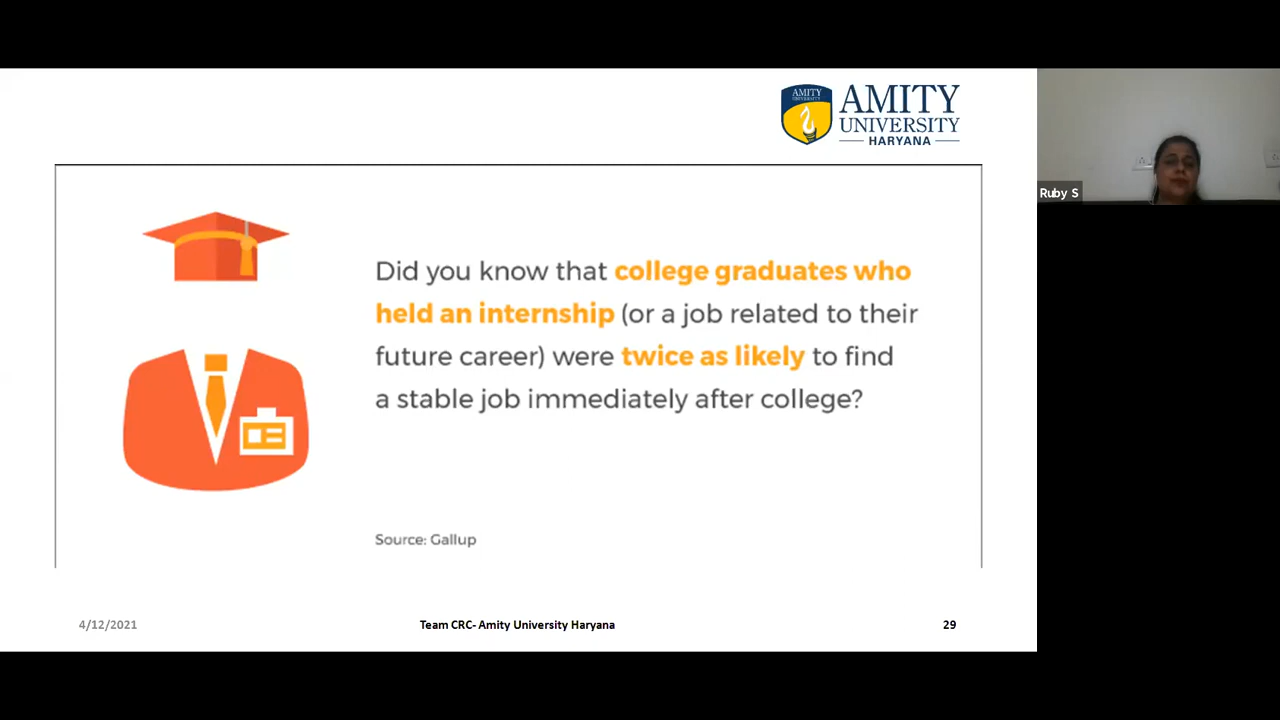 AMITY
UNIVERSITY
AMITY
UNIVERSITY
HARYANA
Ruby S
Did you know that college graduates who
held an internship (or a job related to their
future career) were twice as likely to find
a stable job immediately after college?
Source: Gallup
4/12/2021
Team CRC- Amity University Haryana
29